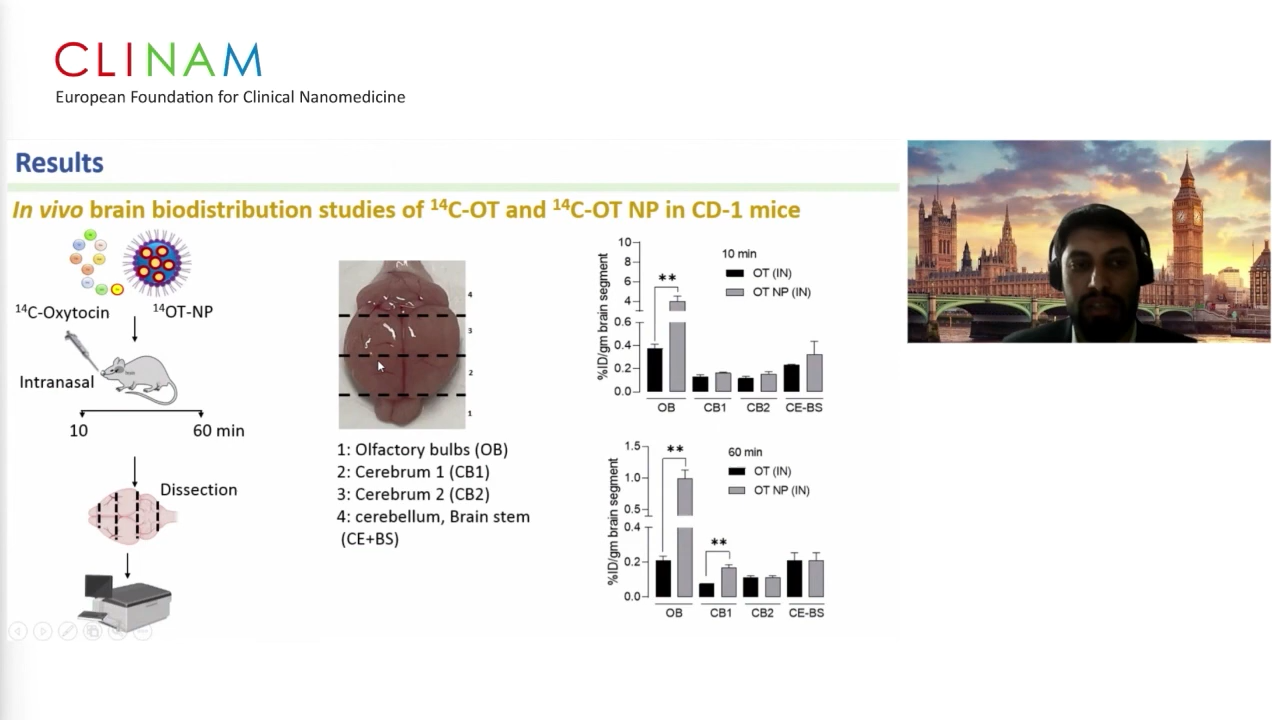 CLINAM
European Foundation for Clinical Nanomedicine
Results
In vivo brain biodistribution studies of ¹⁴C-OT and ¹⁴C-OT NP in CD-1 mice
¹⁴C-Oxytocin
¹⁴OT-NP
Intranasal
10
60 min
Dissection
4
3
2
1
1: Olfactory bulbs (OB)
2: Cerebrum 1 (CB1)
3: Cerebrum 2 (CB2)
4: cerebellum, Brain stem
(CE+BS)
%ID/gm brain segment
10
8
6
4
0.6
0.4
0.2
0.0
**
10 min
OT (IN)
OT NP (IN)
OB
CB1
CB2
CE-BS
%ID/gm brain segment
1.5
1.0
0.5
0.4
0.2
0.0
**
**
60 min
OT (IN)
OT NP (IN)
OB
CB1
CB2
CE-BS